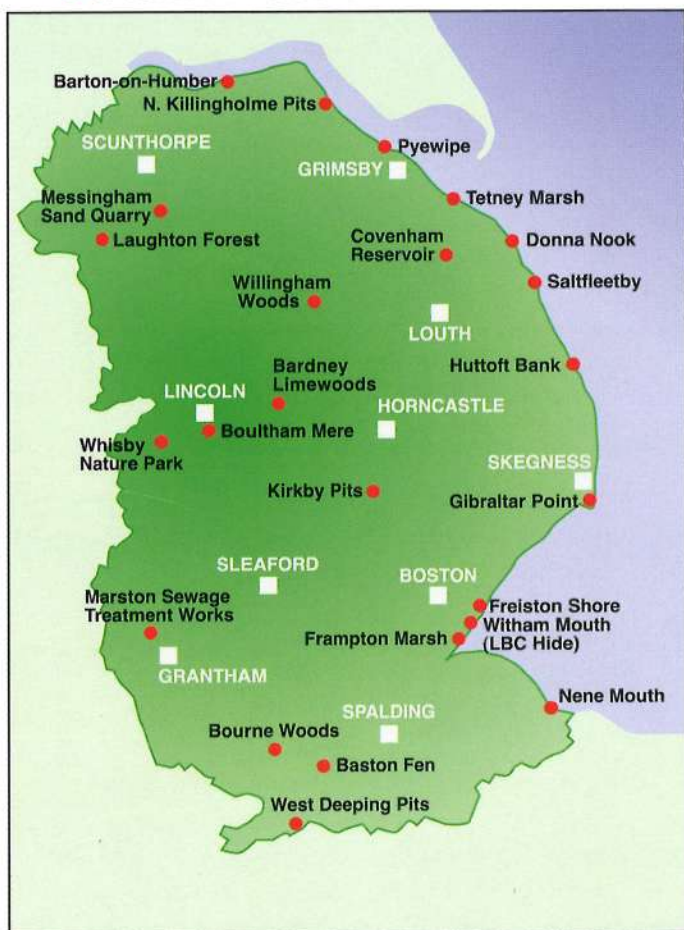 Barton-on-Humber
N. Killingholme Pits
SCUNTHORPE
Pyewipe
GRIMSBY
Messingham
Sand Quarry
Tetney Marsh
Laughton Forest
Covenham
Reservoir
Donna Nook
Willingham
Woods
Saltfleetby
LOUTH
Huttoft Bank
Bardney
Limewoods
LINCOLN
HORNCASTLE
Boultham Mere
Whisby
Nature Park
SKEGNESS
Kirkby Pits
Gibraltar Point
SLEAFORD
BOSTON
Marston Sewage
Treatment Works
Freiston Shore
Witham Mouth
(LBC Hide)
Frampton Marsh
GRANTHAM
Nene Mouth
SPALDING
Bourne Woods
Baston Fen
West Deeping Pits